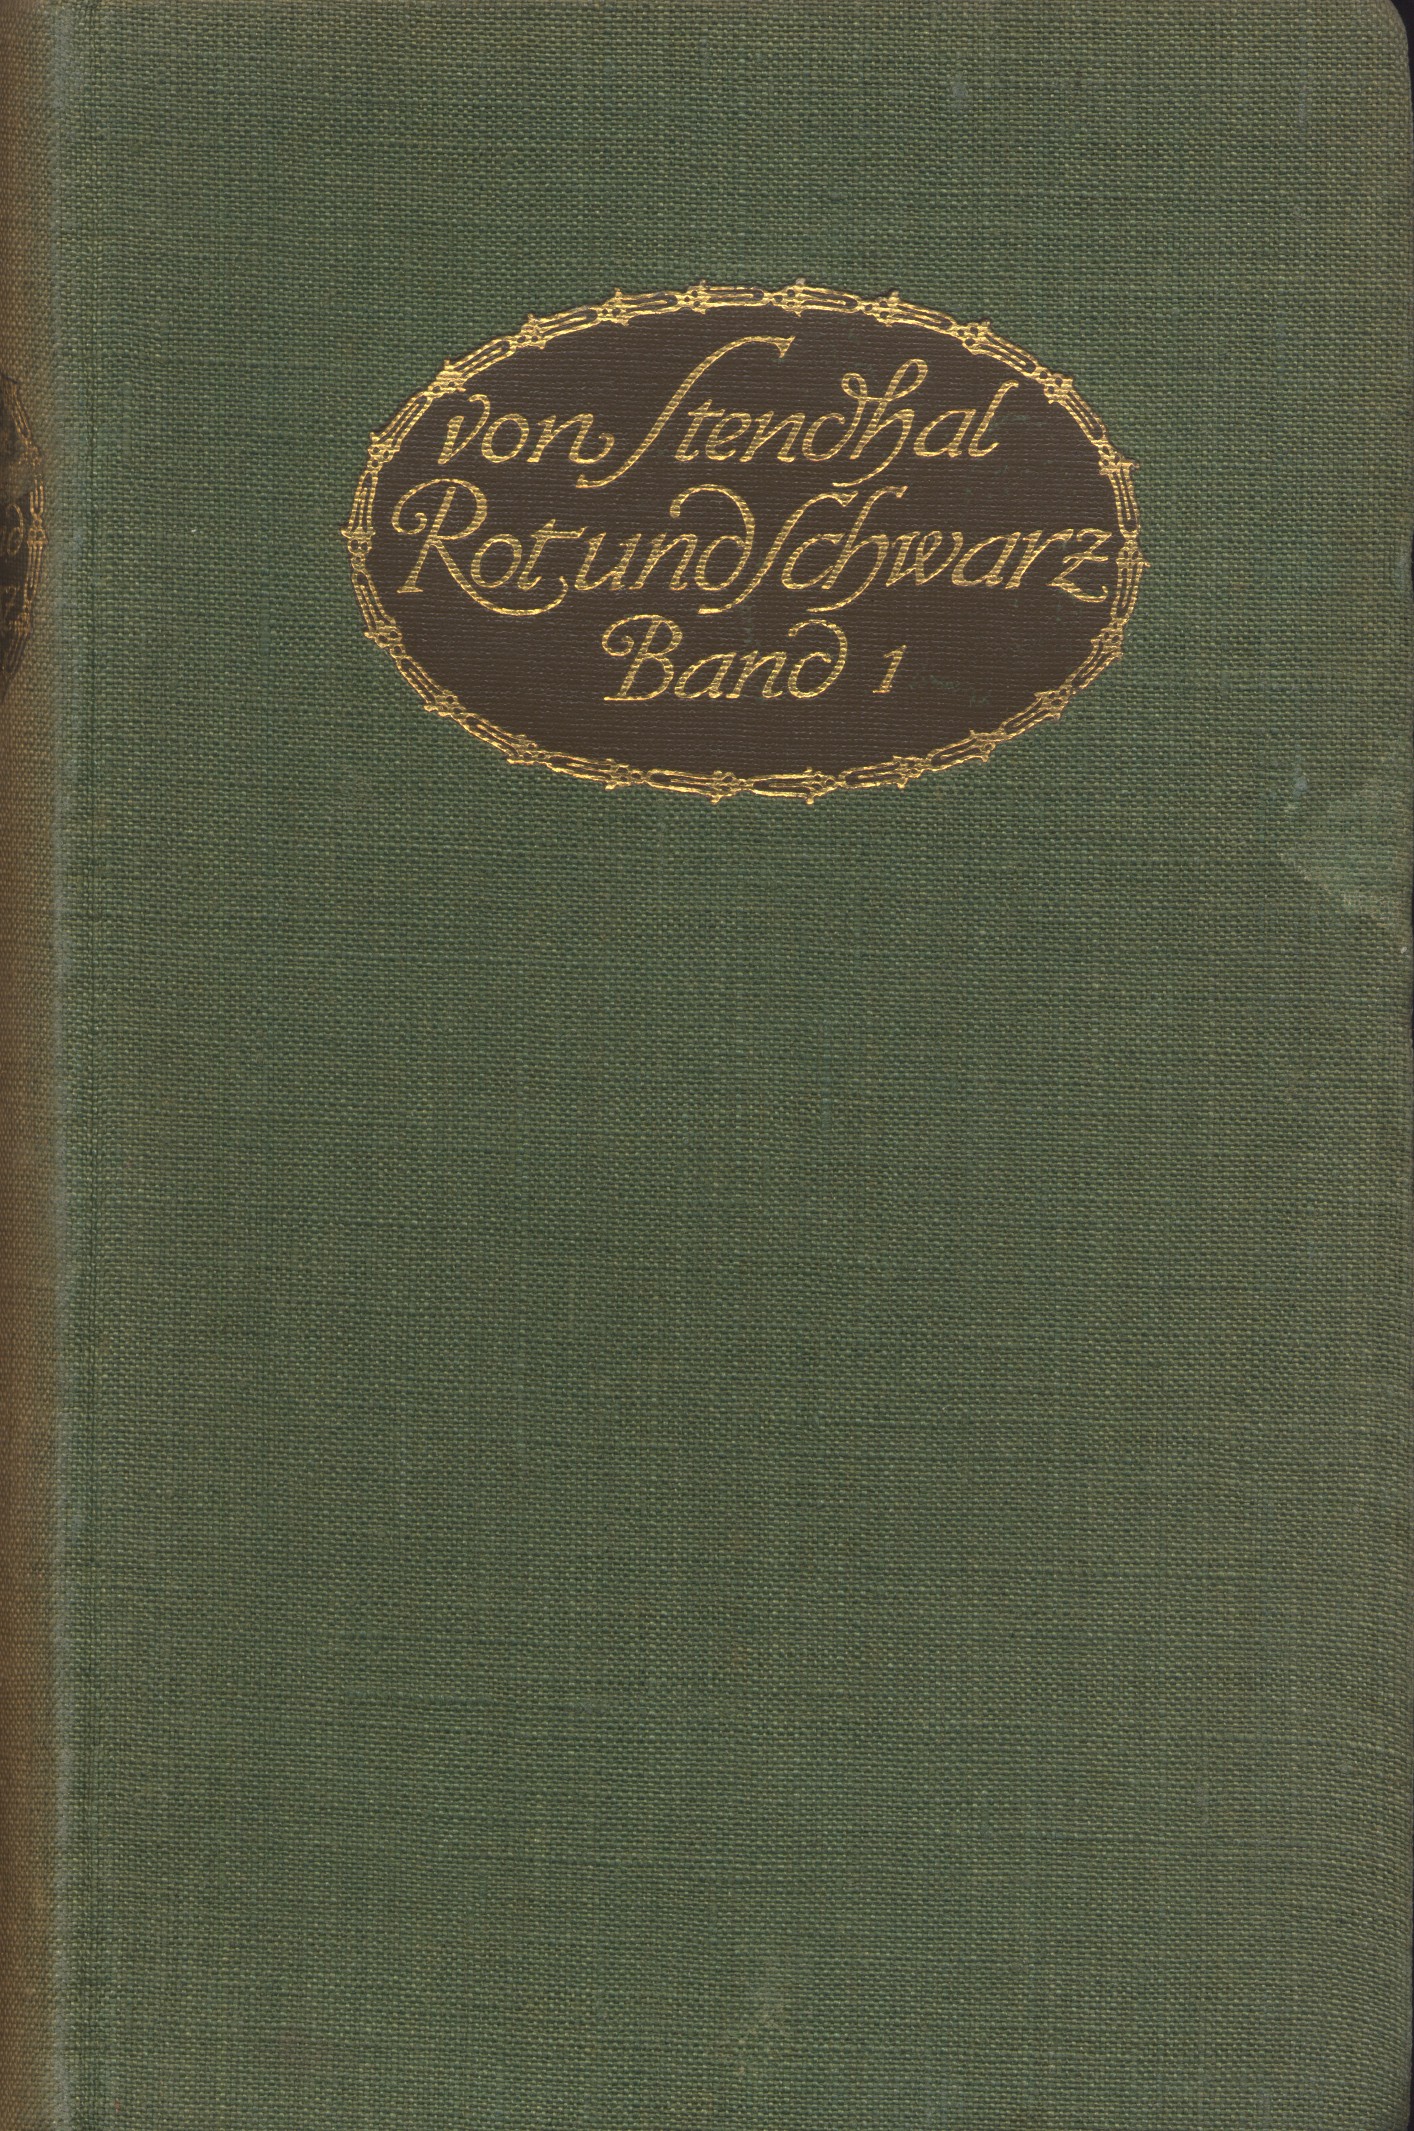 von Stendhal
Rot und Schwarz
Band 1